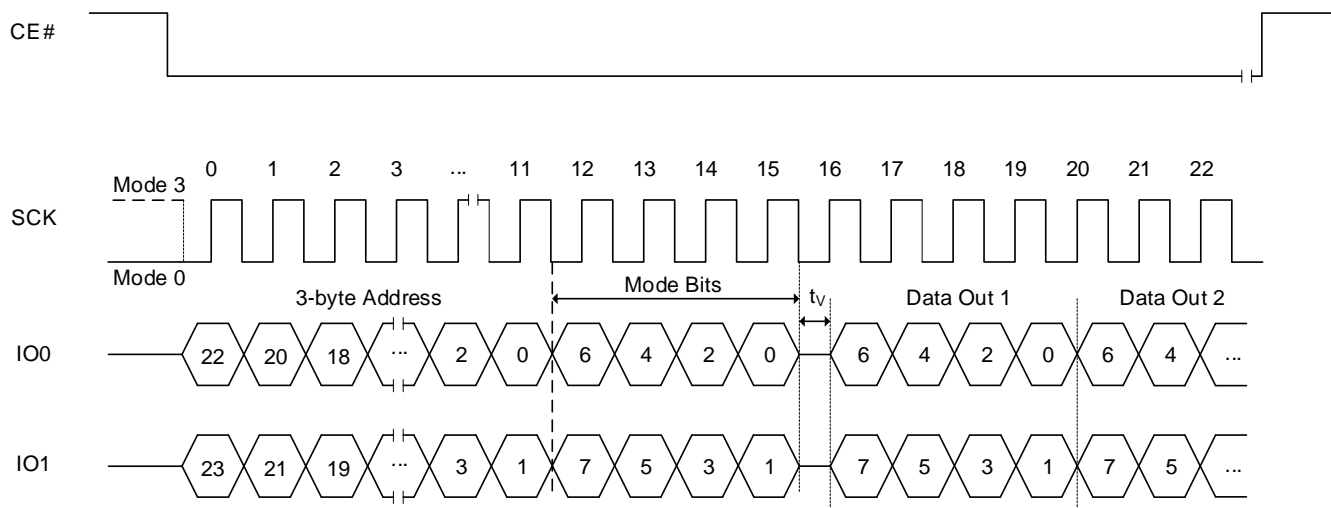 CE#
0 1 2 3 ... 11 12 13 14 15 16 17 18 19 20 21 22
Mode 3
SCK
Mode 0
3-byte Address Mode Bits tV Data Out 1 Data Out 2
IO0 22 20 18 ... 2 0 6 4 2 0 6 4 2 0 6 4 ...
IO1 23 21 19 ... 3 1 7 5 3 1 7 5 3 1 7 5 ...